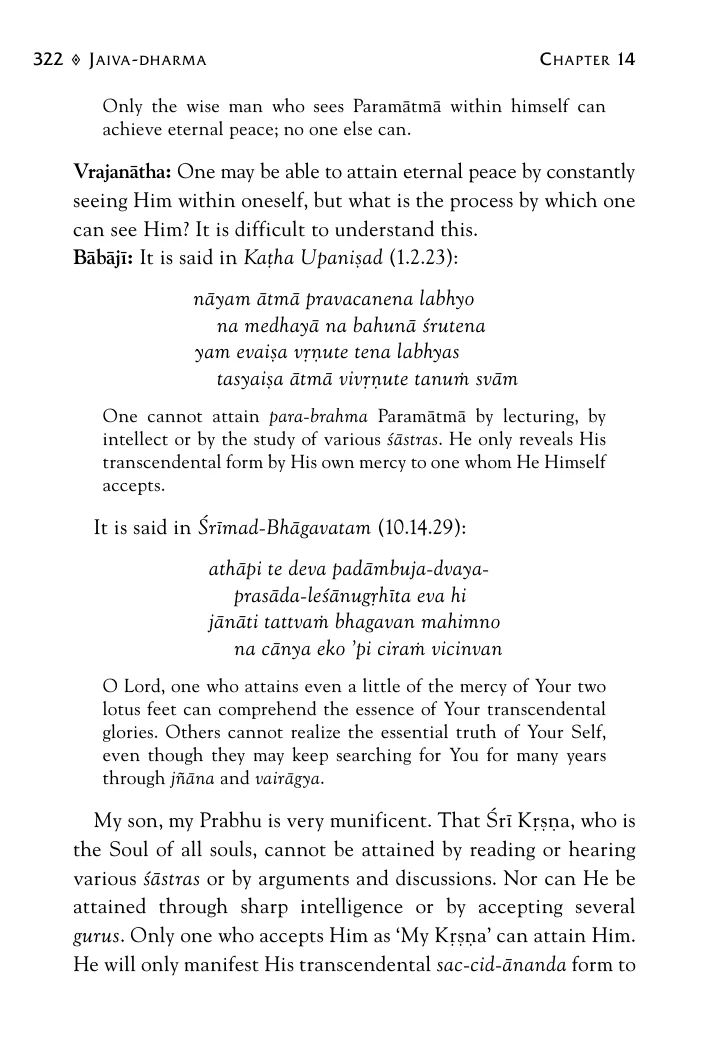 322 ◈ Jaiva-dharma Chapter 14
Only the wise man who sees Paramātmā within himself can
achieve eternal peace; no one else can.
Vrajanātha: One may be able to attain eternal peace by constantly
seeing Him within oneself, but what is the process by which one
can see Him? It is difficult to understand this.
Bābājī: It is said in Kaṭha Upaniṣad (1.2.23):
nāyam ātmā pravacanena labhyo
na medhayā na bahunā śrutena
yam evaiṣa vṛṇute tena labhyas
tasyaiṣa ātmā vivṛṇute tanuṁ svām
One cannot attain para-brahma Paramātmā by lecturing, by
intellect or by the study of various śāstras. He only reveals His
transcendental form by His own mercy to one whom He Himself
accepts.
It is said in Śrīmad-Bhāgavatam (10.14.29):
athāpi te deva padāmbuja-dvaya-
prasāda-leśānugṛhīta eva hi
jānāti tattvaṁ bhagavan mahimno
na cānya eko ’pi ciraṁ vicinvan
O Lord, one who attains even a little of the mercy of Your two
lotus feet can comprehend the essence of Your transcendental
glories. Others cannot realize the essential truth of Your Self,
even though they may keep searching for You for many years
through jñāna and vairāgya.
My son, my Prabhu is very munificent. That Śrī Kṛṣṇa, who is
the Soul of all souls, cannot be attained by reading or hearing
various śāstras or by arguments and discussions. Nor can He be
attained through sharp intelligence or by accepting several
gurus. Only one who accepts Him as ‘My Kṛṣṇa’ can attain Him.
He will only manifest His transcendental sac-cid-ānanda form to